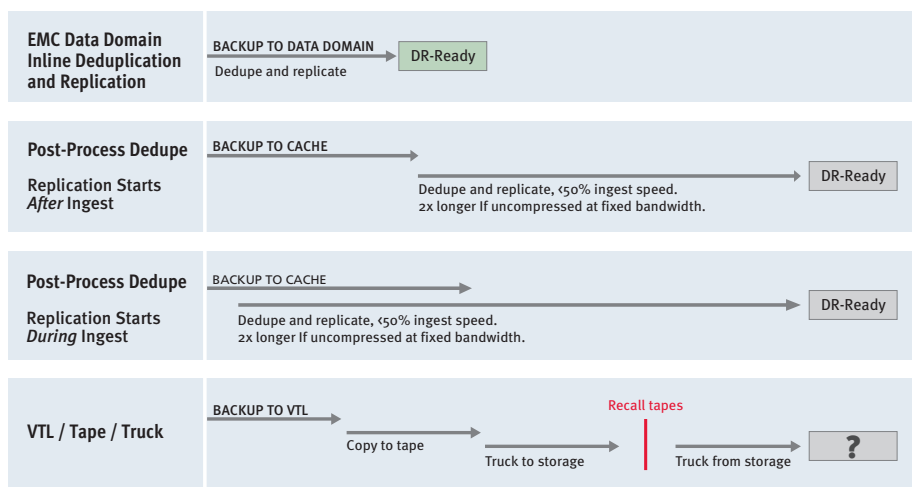 EMC Data Domain
Inline Deduplication
and Replication
BACKUP TO DATA DOMAIN
Dedupe and replicate
DR-Ready
Post-Process Dedupe
Replication Starts
After Ingest
BACKUP TO CACHE
Dedupe and replicate, <50% ingest speed.
2x longer If uncompressed at fixed bandwidth.
DR-Ready
Post-Process Dedupe
Replication Starts
During Ingest
BACKUP TO CACHE
Dedupe and replicate, <50% ingest speed.
2x longer If uncompressed at fixed bandwidth.
DR-Ready
VTL / Tape / Truck
BACKUP TO VTL
Copy to tape
Truck to storage
Recall tapes
Truck from storage
?